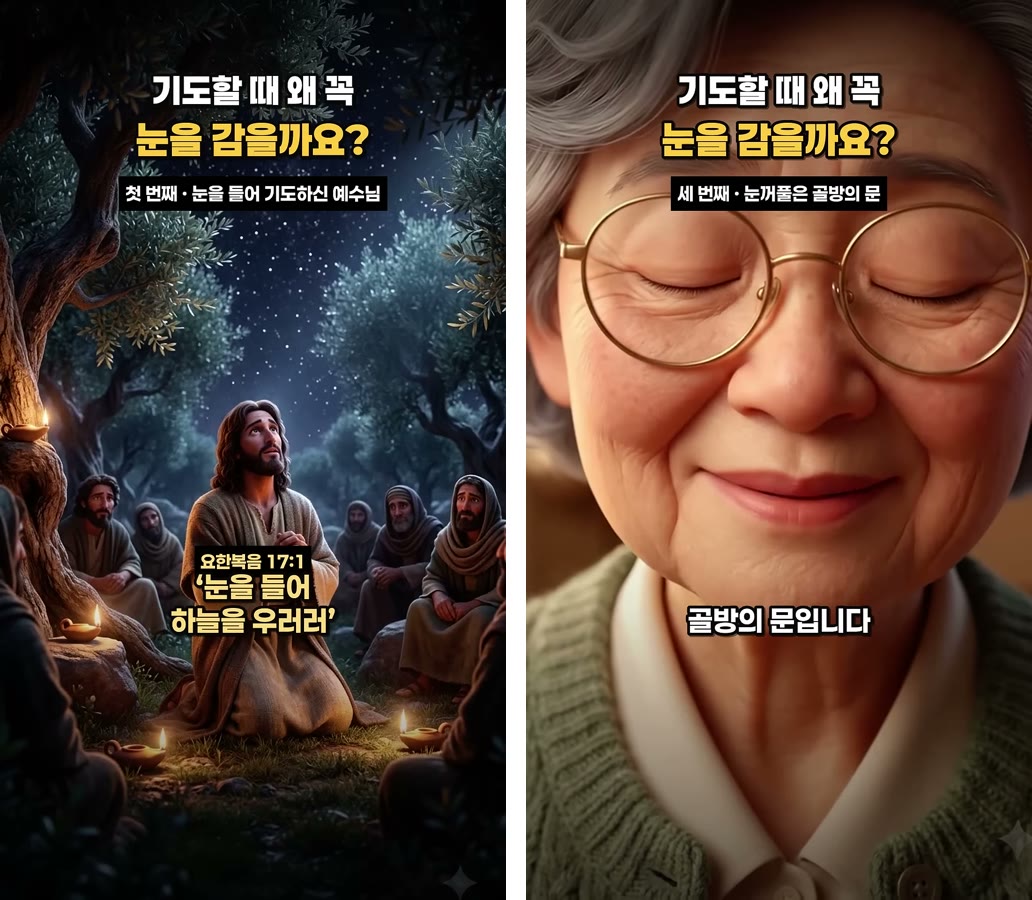 기도할 때 왜 꼭
눈을 감을까요?
첫 번째 · 눈을 들어 기도하신 예수님
요한복음 17:1
‘눈을 들어
하늘을 우러러’
기도할 때 왜 꼭
눈을 감을까요?
세 번째 · 눈꺼풀은 골방의 문
골방의 문입니다